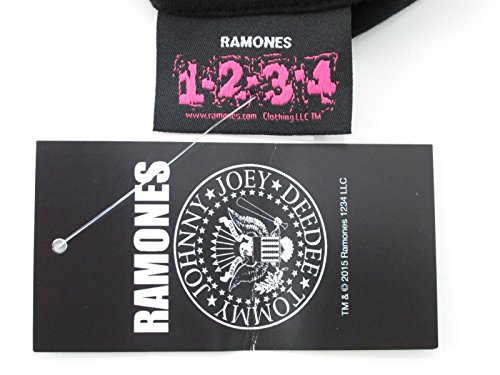 RAMONES
1-2-3-4
www.ramones.com Clothing LLC TM
RAMONES
JOHNNY JOEY DEEDEE TOMMY
TM & © 2015 Ramones 1234 LLC